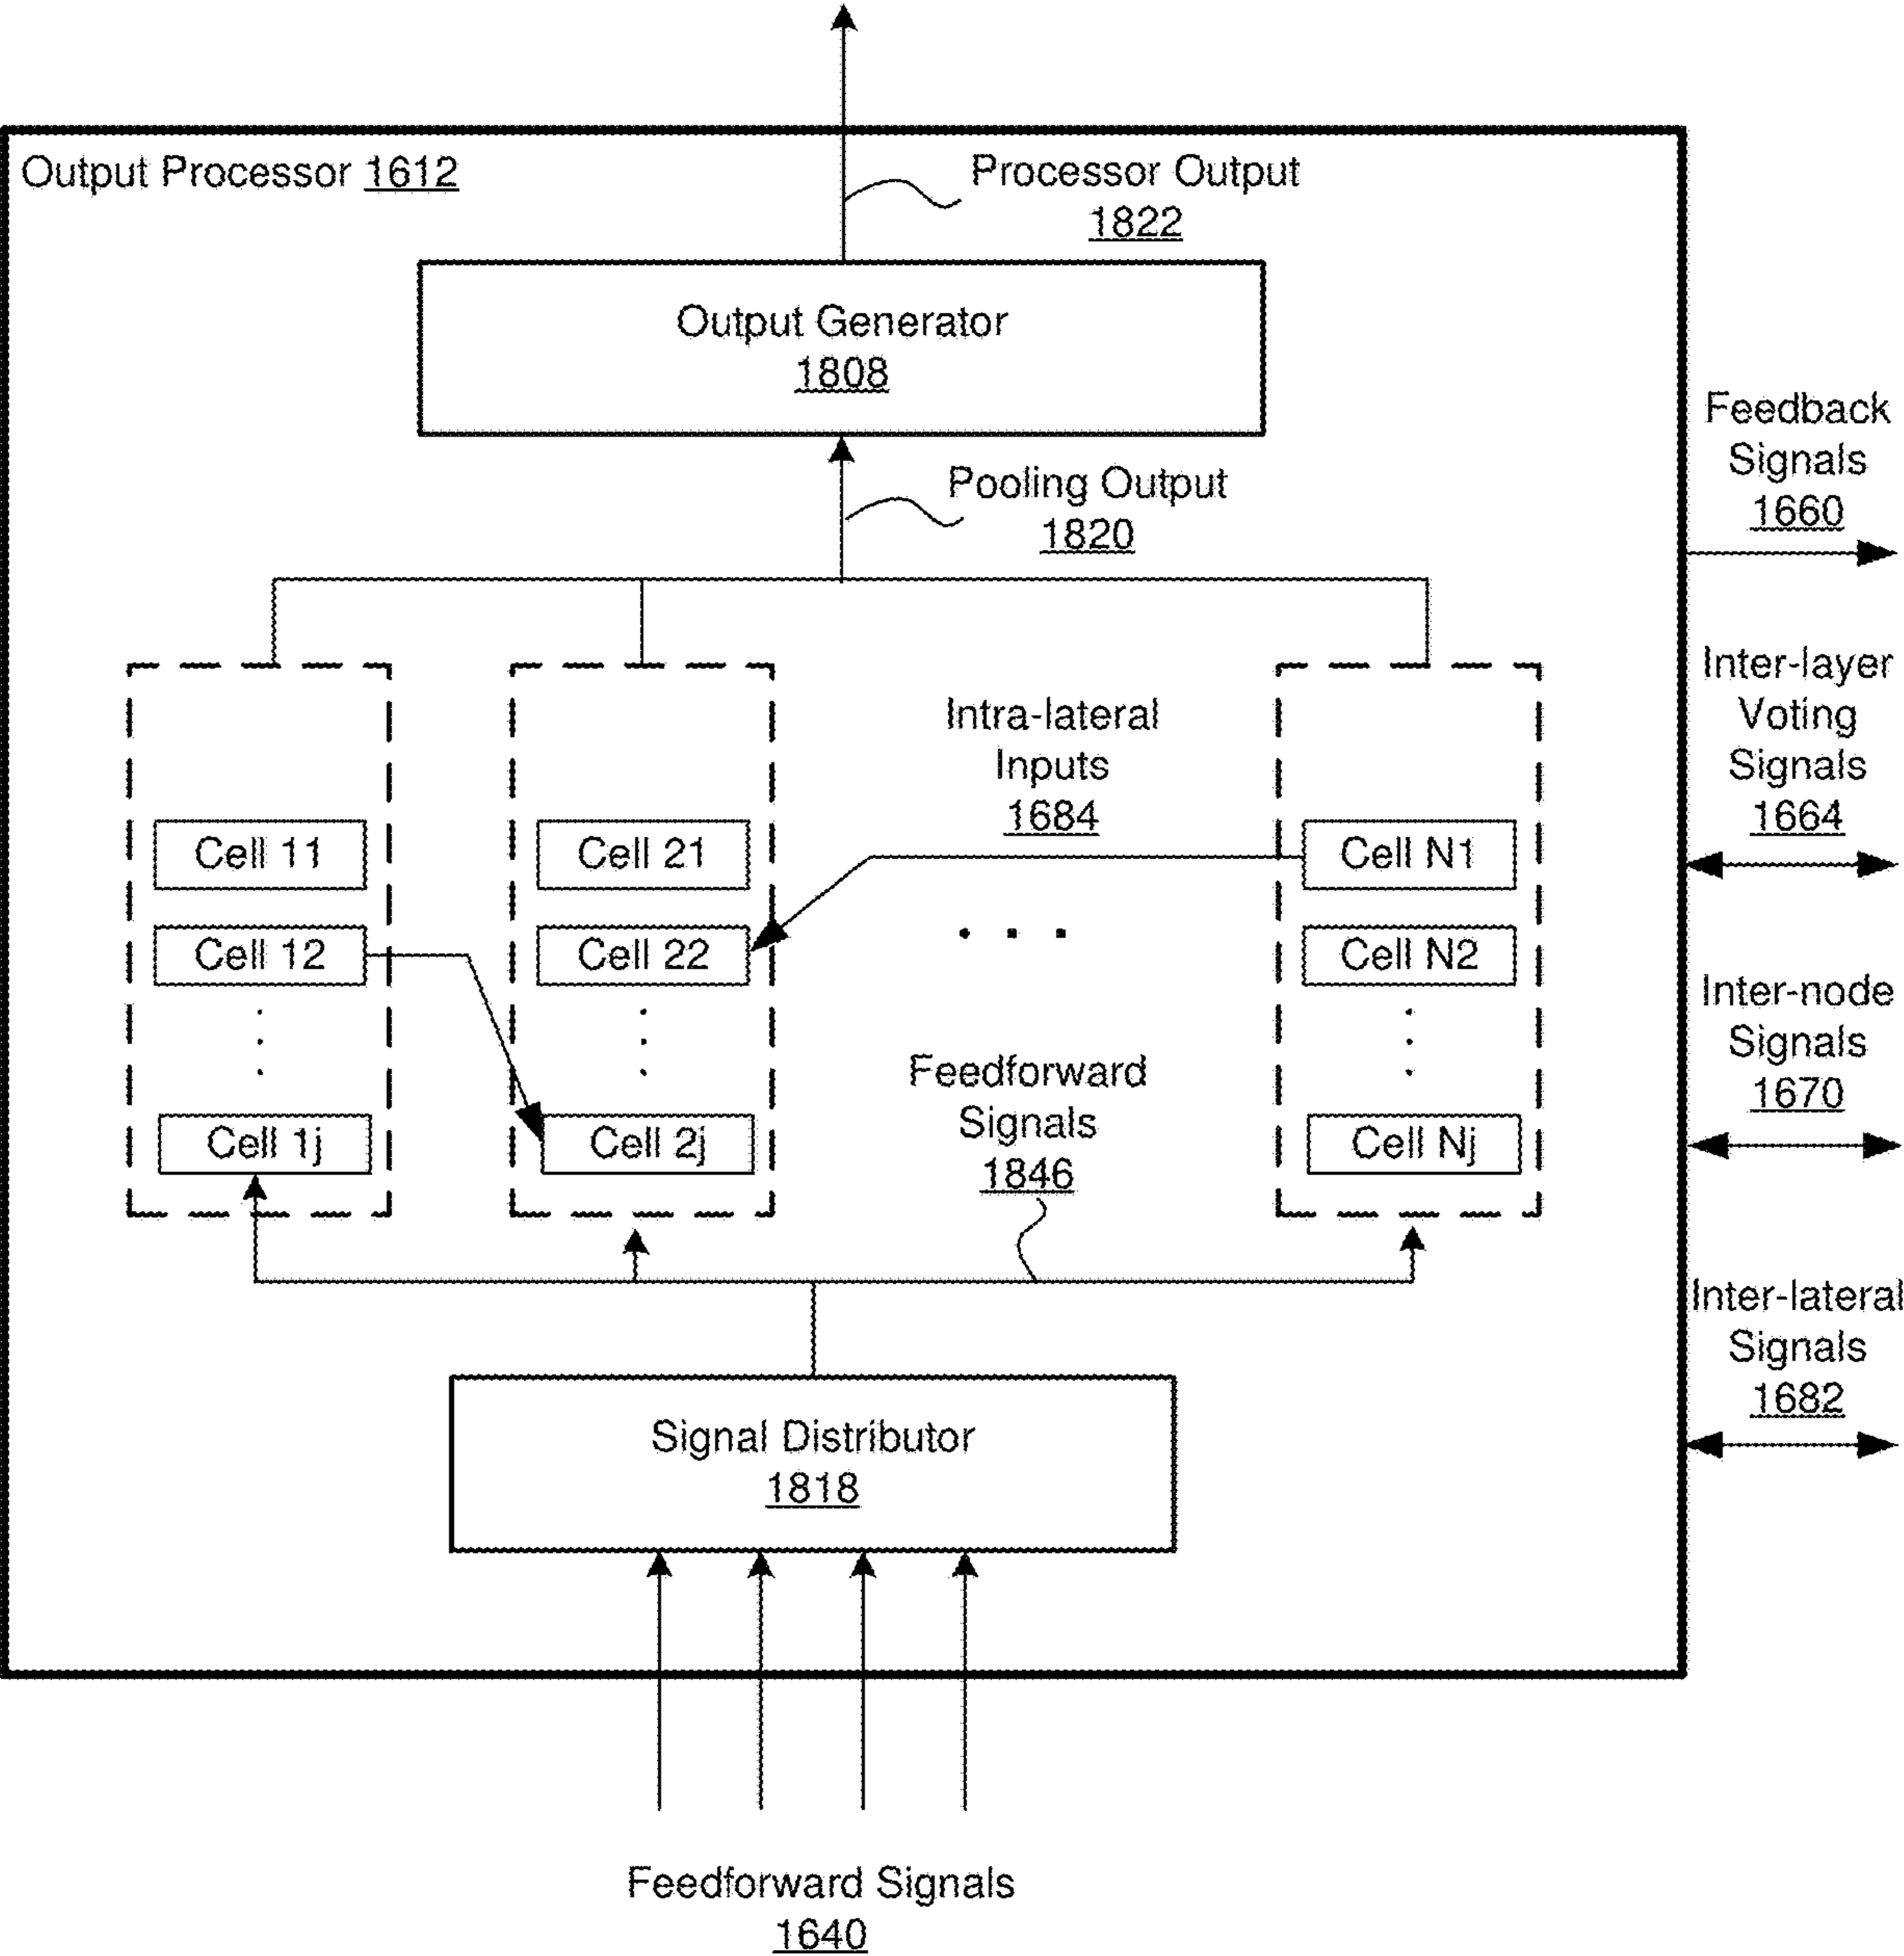 Output Processor 1612
Processor Output
1822
Output Generator
1808
Pooling Output
1820
Feedback
Signals
1660
Inter-layer
Voting
Signals
1664
Inter-node
Signals
1670
Inter-lateral
Signals
1682
Intra-lateral
Inputs
1684
Cell 11
Cell 21
Cell N1
Cell 12
Cell 22
. . .
Cell N2
Feedforward
Signals
1846
Cell 1j
Cell 2j
Cell Nj
Signal Distributor
1818
Feedforward Signals
1640